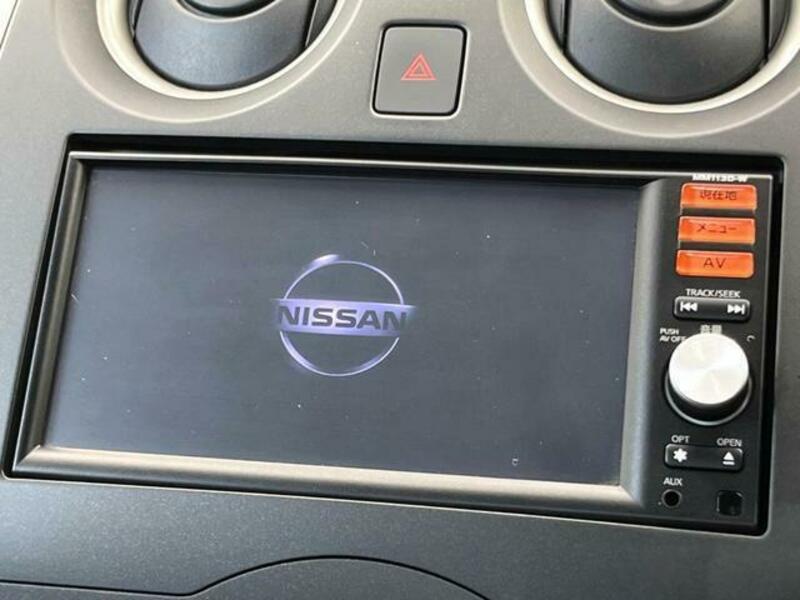 NISSAN
MM113D-W
現在地
メニュー
AV
TRACK/SEEK
音量
PUSH
AV OFF
OPT
OPEN
AUX